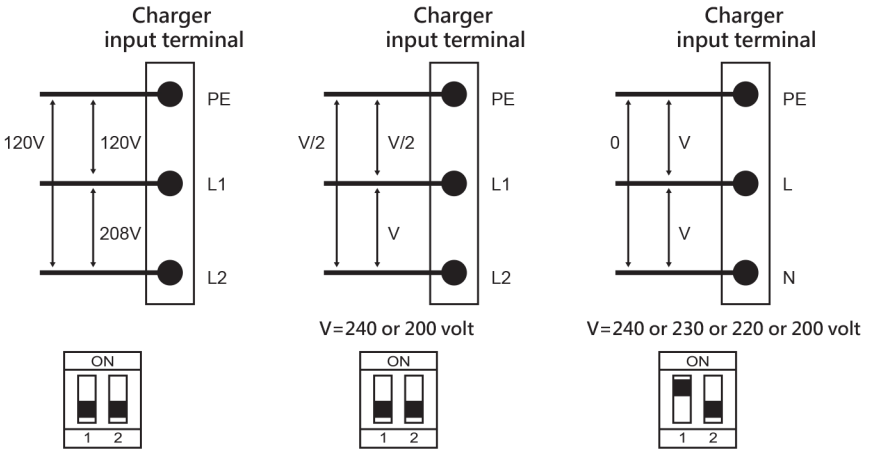 Charger
input terminal
PE
120V
120V
L1
208V
L2
ON
1 2
Charger
input terminal
PE
V/2
V/2
L1
V
L2
V=240 or 200 volt
ON
1 2
Charger
input terminal
PE
0
V
L
V
N
V=240 or 230 or 220 or 200 volt
ON
1 2